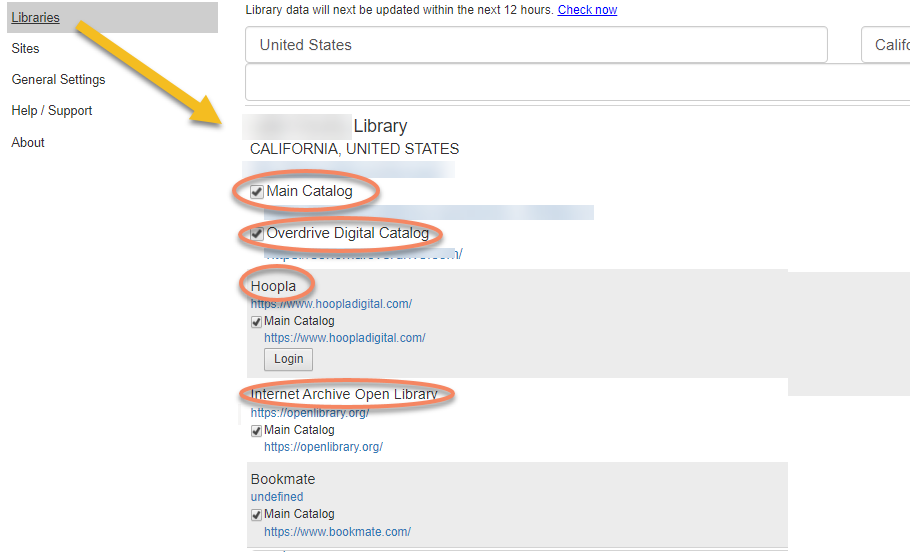 Libraries
Sites
General Settings
Help / Support
About
Library data will next be updated within the next 12 hours. Check now
United States
Califo
Library
CALIFORNIA, UNITED STATES
Main Catalog
Overdrive Digital Catalog
Hoopla
https://www.hoopladigital.com/
Main Catalog
https://www.hoopladigital.com/
Login
Internet Archive Open Library
https://openlibrary.org/
Main Catalog
https://openlibrary.org/
Bookmate
undefined
Main Catalog
https://www.bookmate.com/